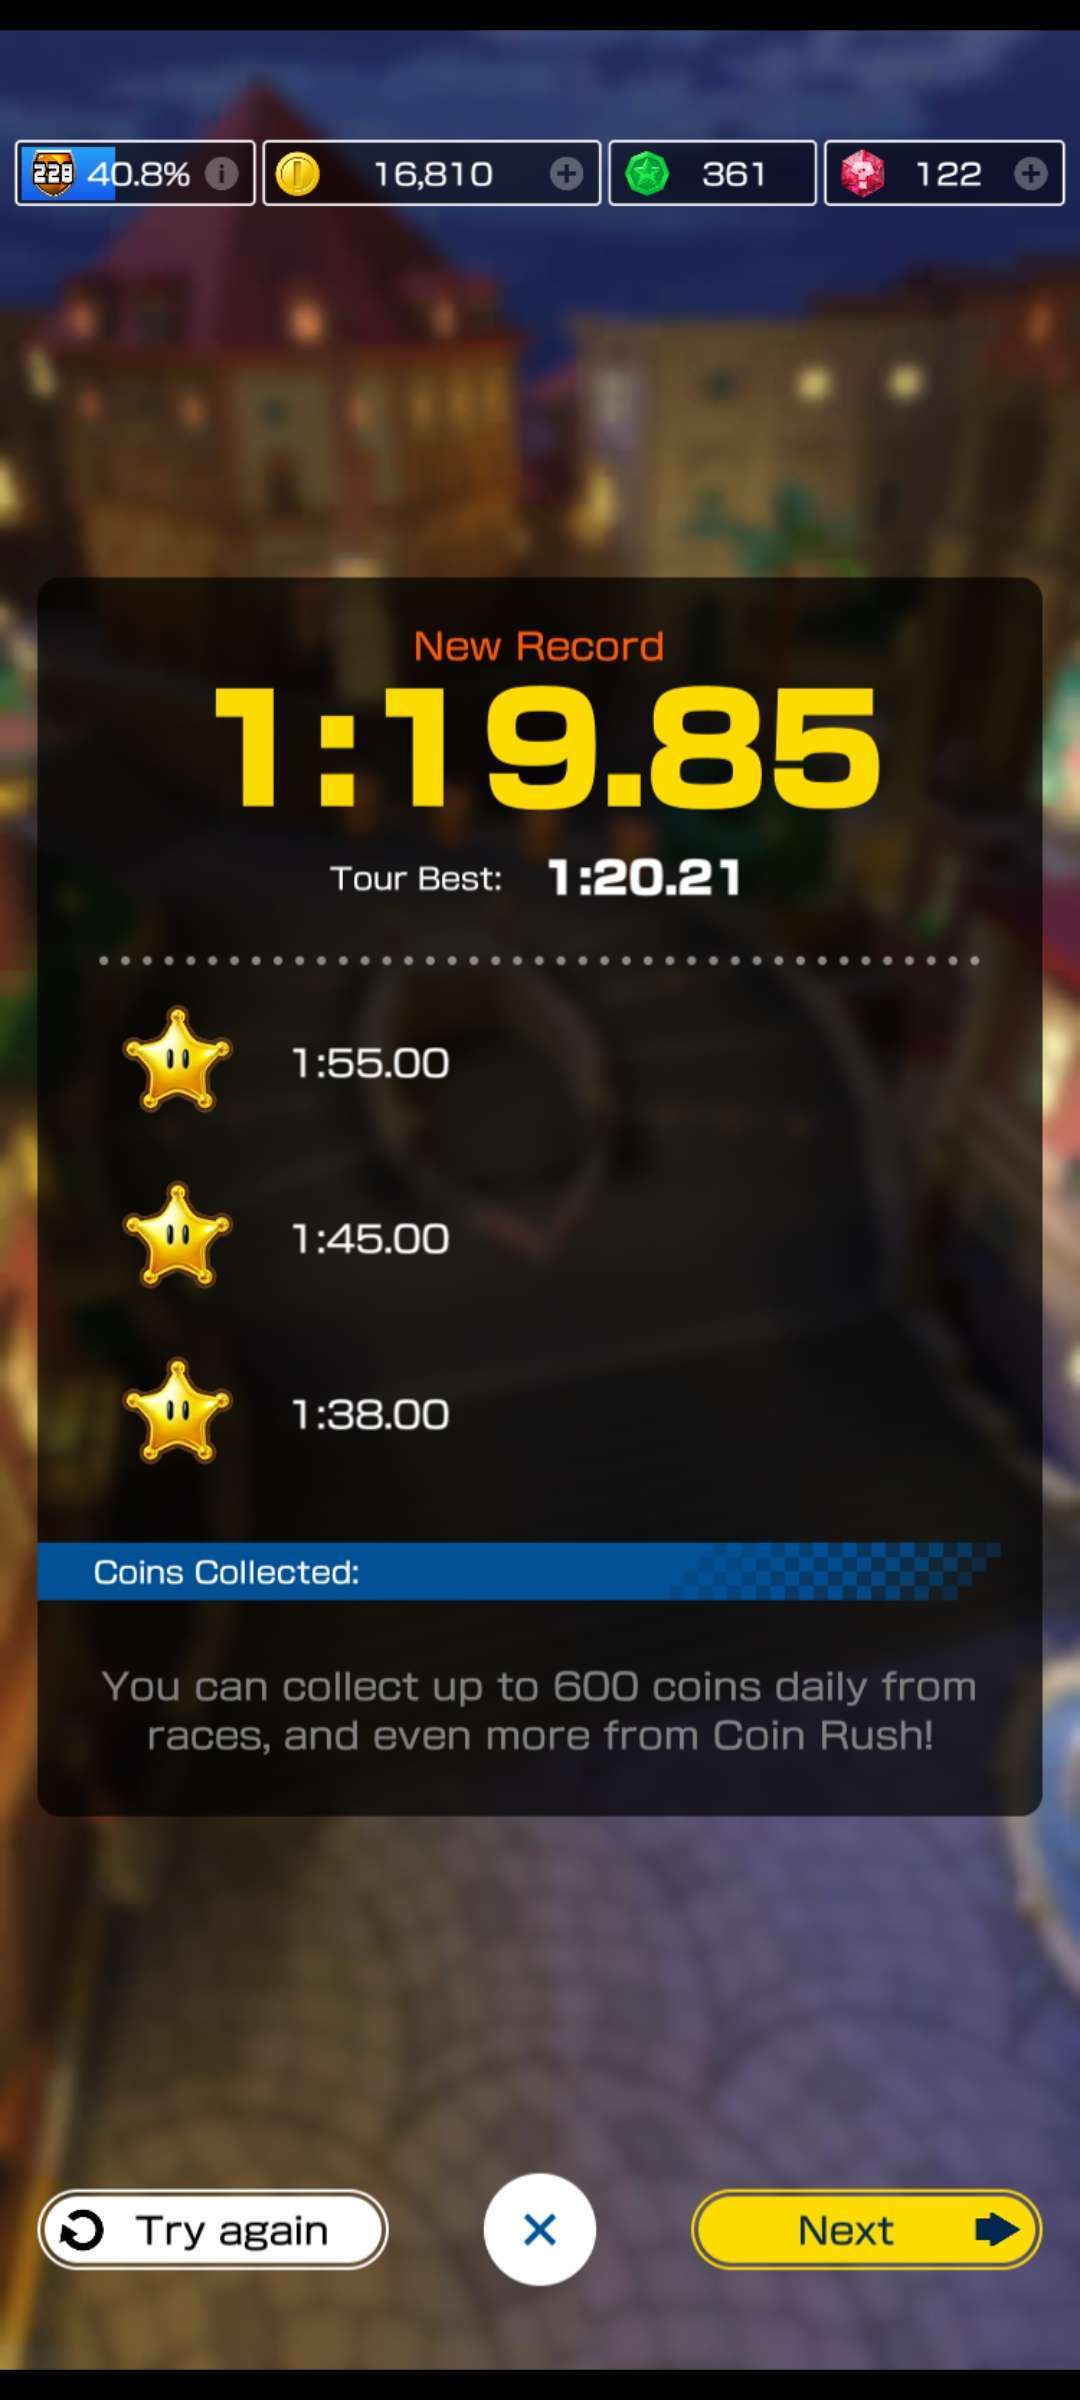 228 40.8% 16,810 361 122
New Record
1:19.85
Tour Best: 1:20.21
1:55.00
1:45.00
1:38.00
Coins Collected:
You can collect up to 600 coins daily from
races, and even more from Coin Rush!
Try again Next